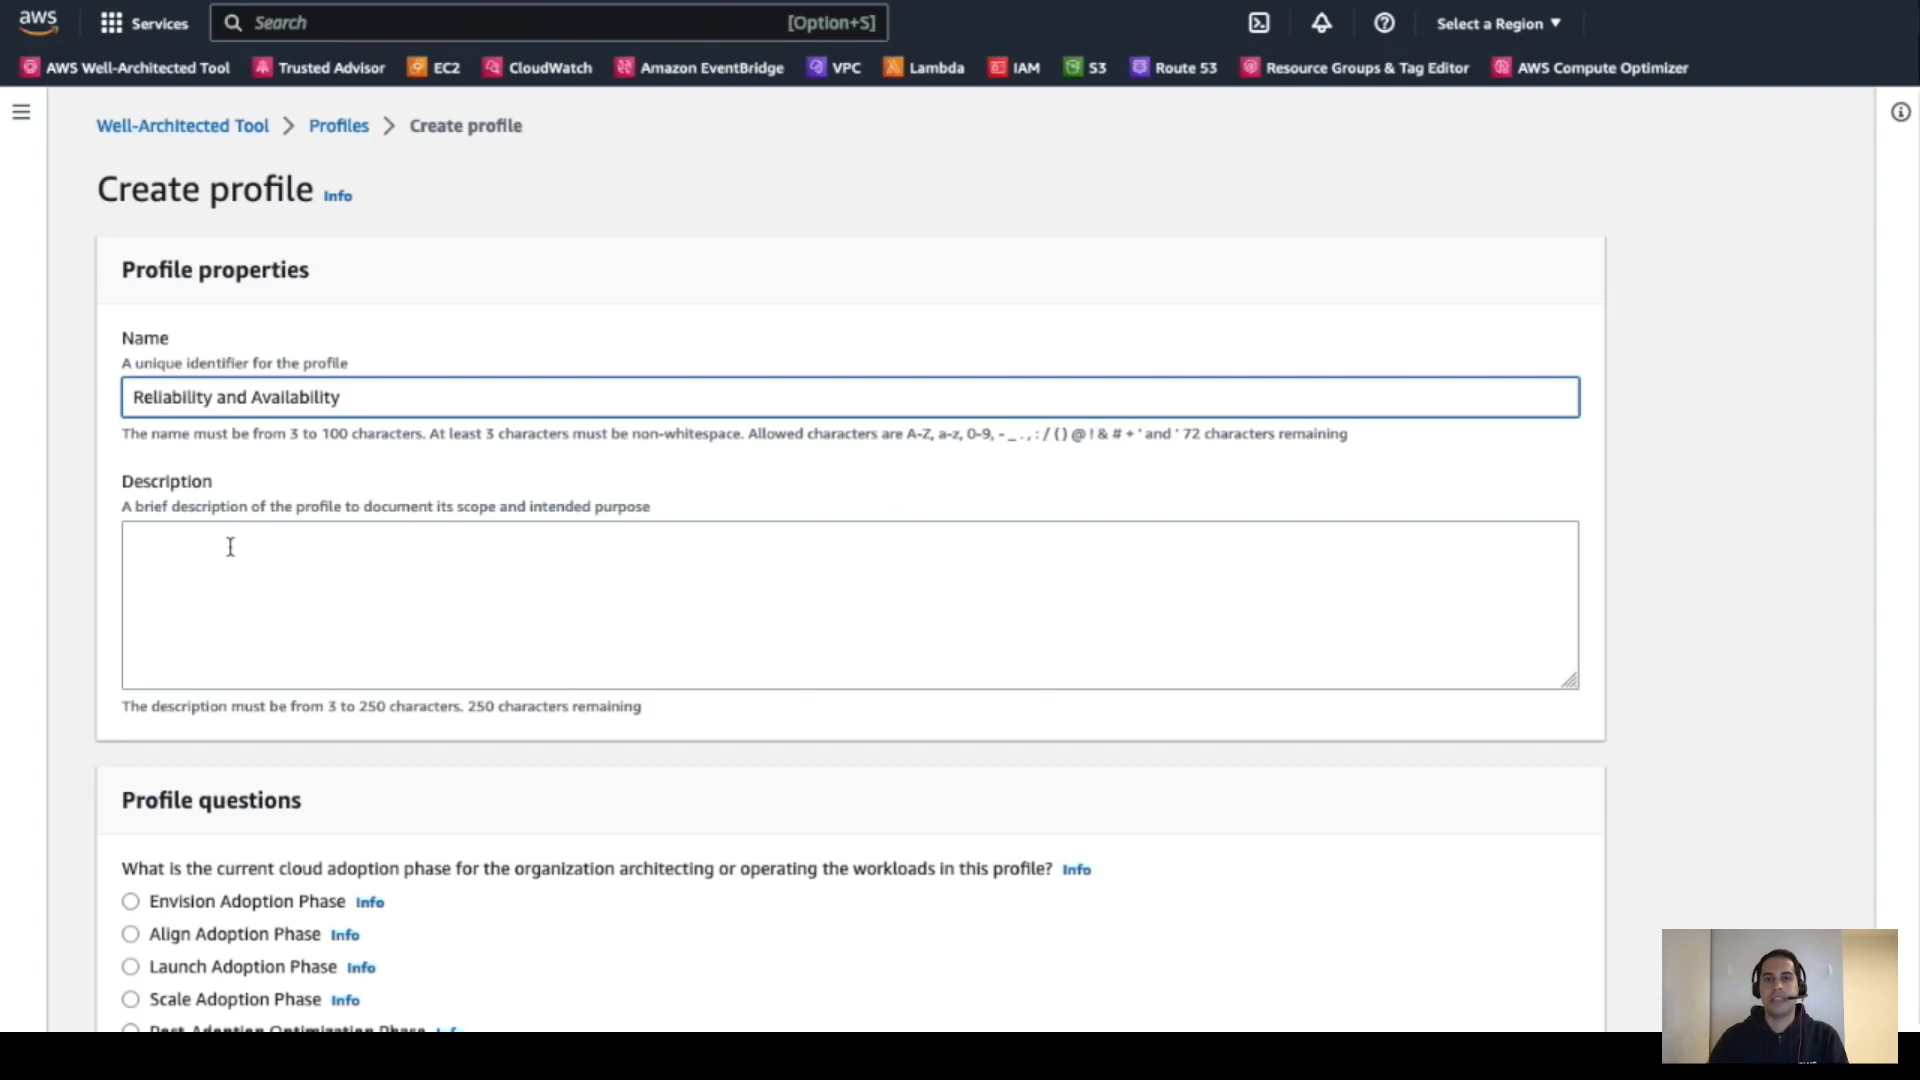 aws
Services
Search
[Option+S]
Select a Region ▼
AWS Well-Architected Tool
Trusted Advisor
EC2
CloudWatch
Amazon EventBridge
VPC
Lambda
IAM
S3
Route 53
Resource Groups & Tag Editor
AWS Compute Optimizer
Well-Architected Tool > Profiles > Create profile
Create profile Info
Profile properties
Name
A unique identifier for the profile
Reliability and Availability
The name must be from 3 to 100 characters. At least 3 characters must be non-whitespace. Allowed characters are A-Z, a-z, 0-9, - _ . , : / ( ) @ ! & # + ' and ' 72 characters remaining
Description
A brief description of the profile to document its scope and intended purpose
The description must be from 3 to 250 characters. 250 characters remaining
Profile questions
What is the current cloud adoption phase for the organization architecting or operating the workloads in this profile? Info
Envision Adoption Phase Info
Align Adoption Phase Info
Launch Adoption Phase Info
Scale Adoption Phase Info
Post-Adoption Optimization Phase Info